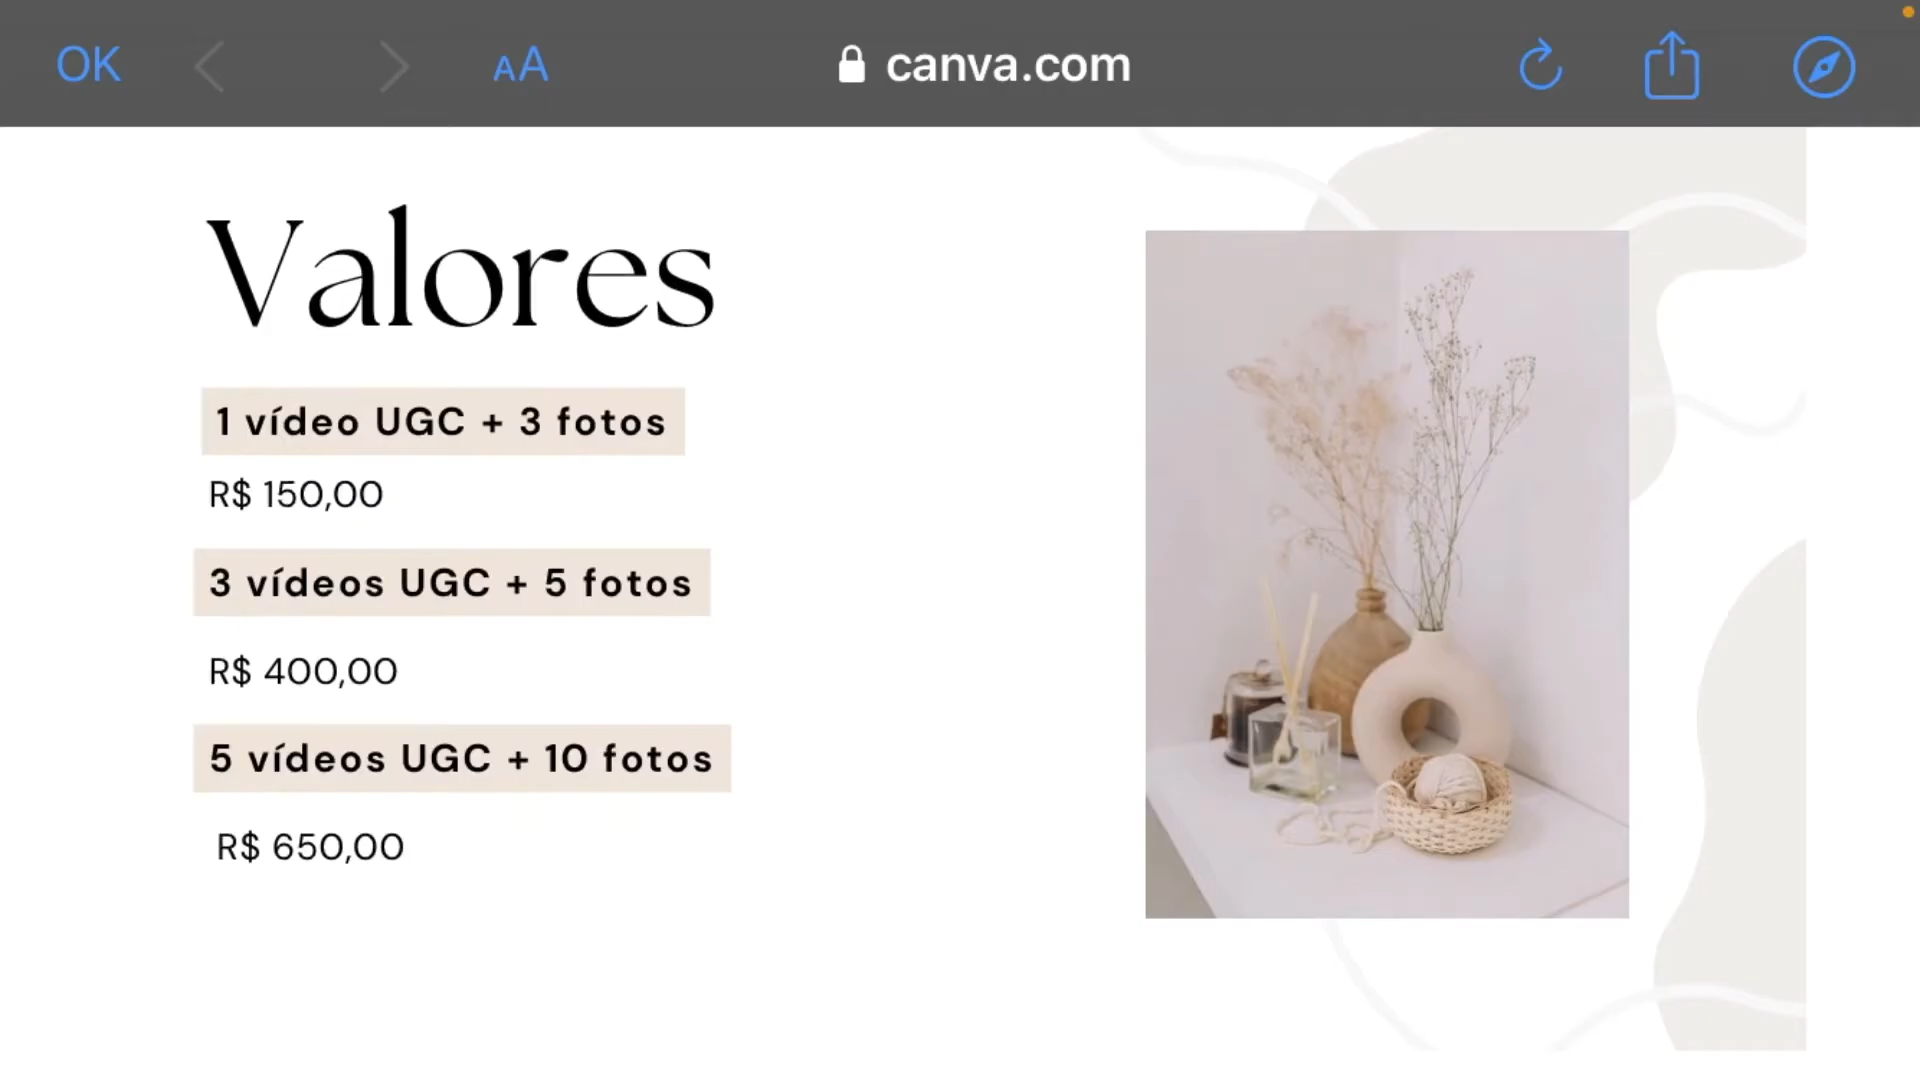 OK
AA
canva.com
Valores
1 vídeo UGC + 3 fotos
R$ 150,00
3 vídeos UGC + 5 fotos
R$ 400,00
5 vídeos UGC + 10 fotos
R$ 650,00